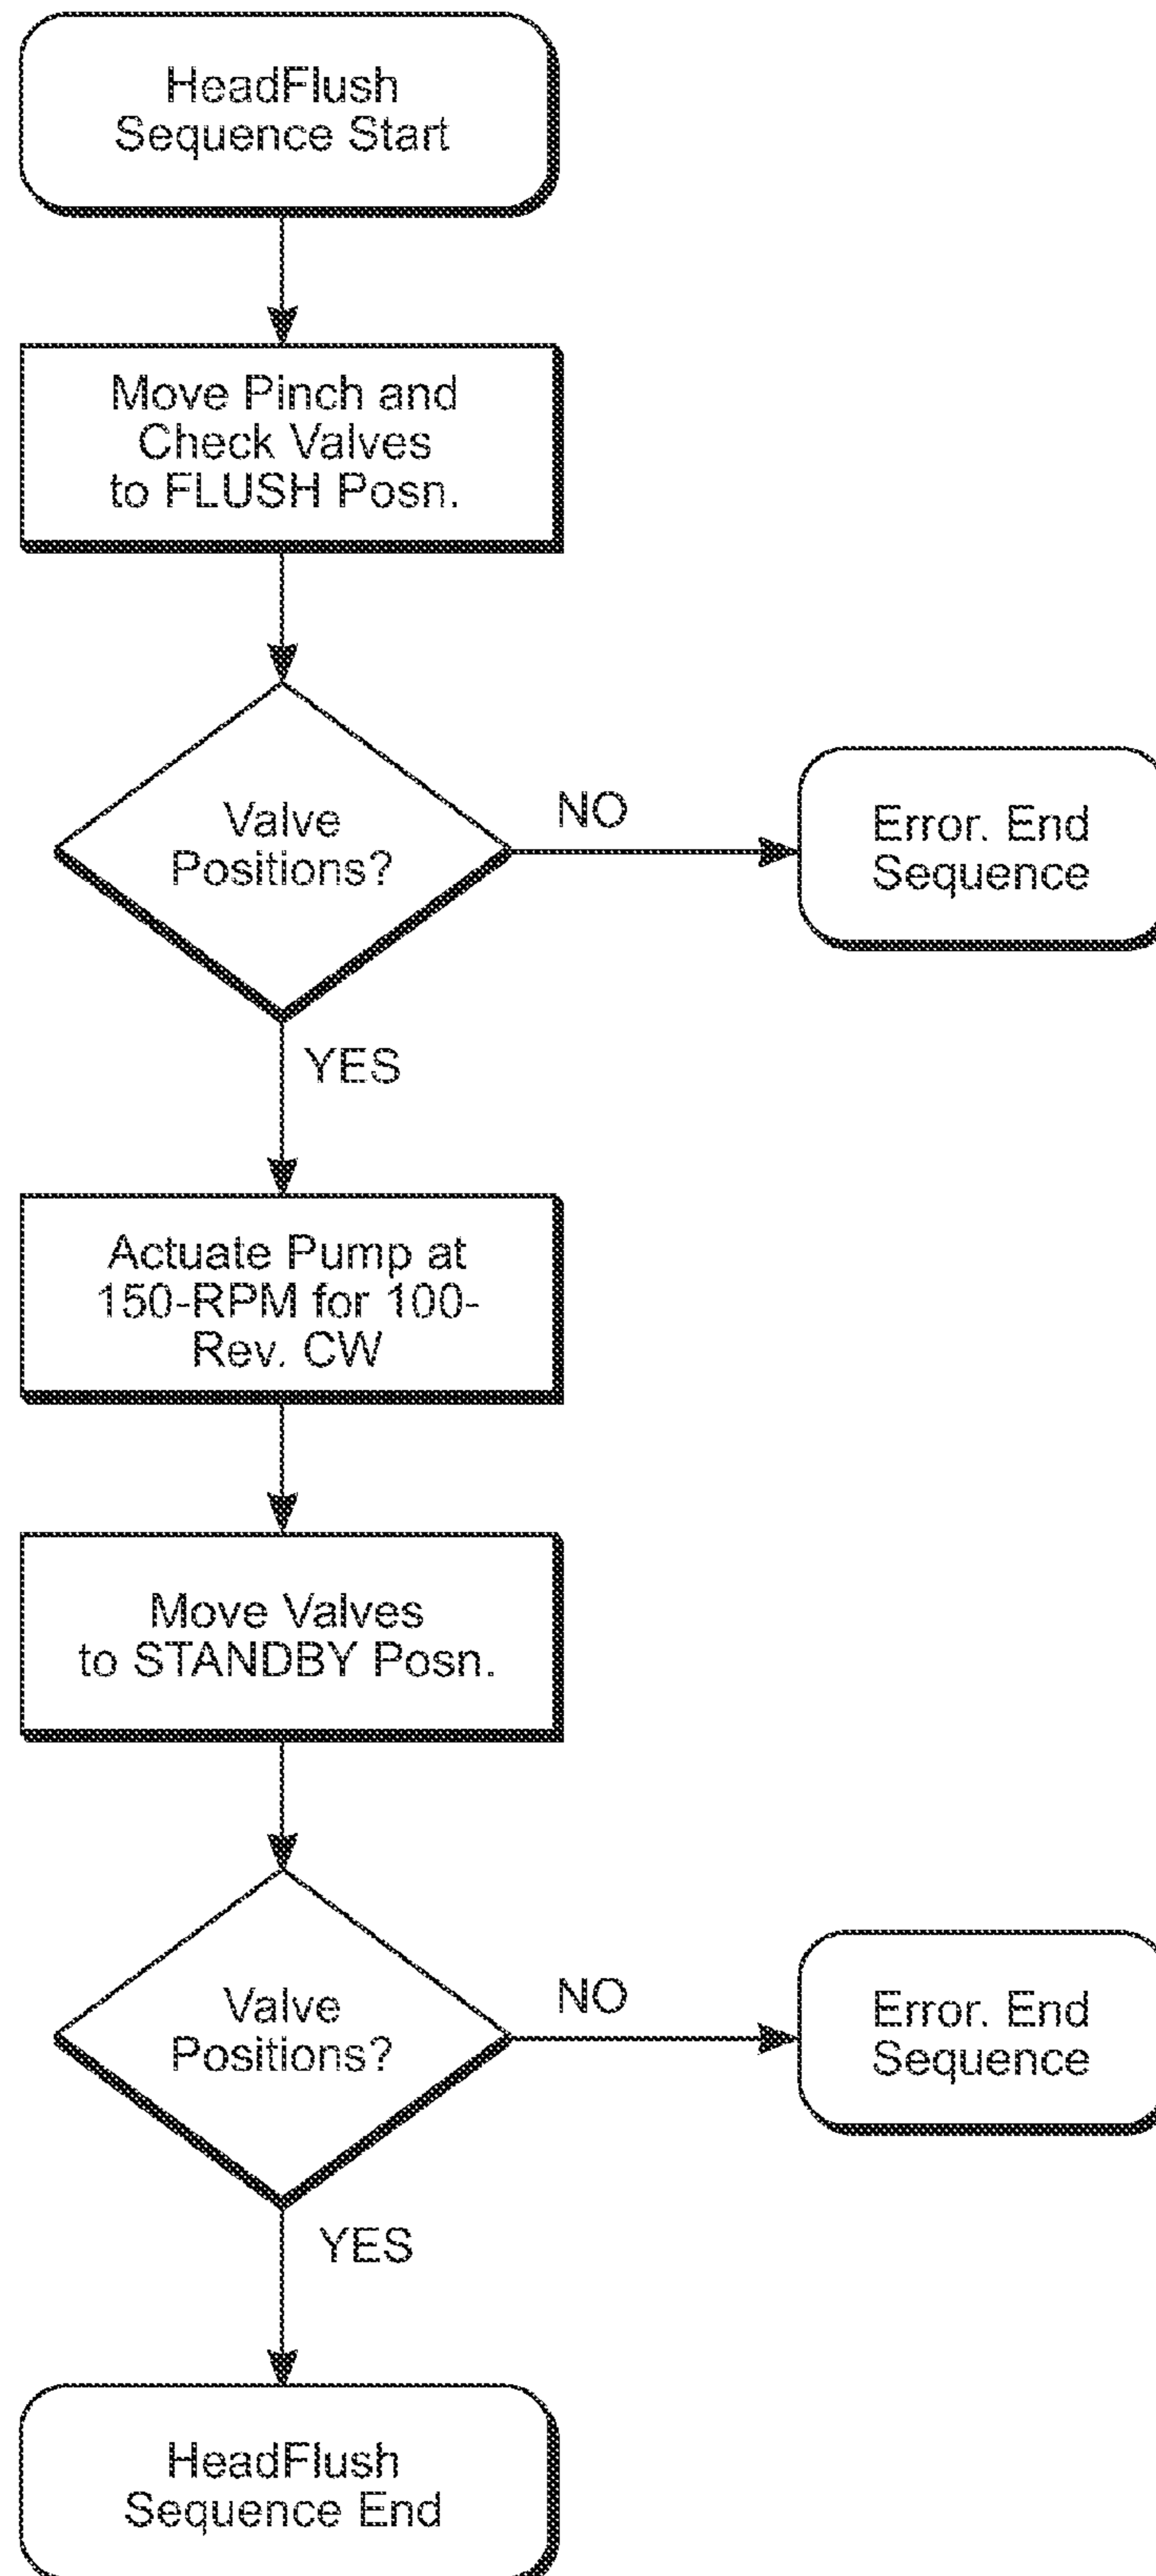 HeadFlush
Sequence Start
Move Pinch and
Check Valves
to FLUSH Posn.
Valve
Positions?
NO
Error. End
Sequence
YES
Actuate Pump at
150-RPM for 100-
Rev. CW
Move Valves
to STANDBY Posn.
Valve
Positions?
NO
Error. End
Sequence
YES
HeadFlush
Sequence End